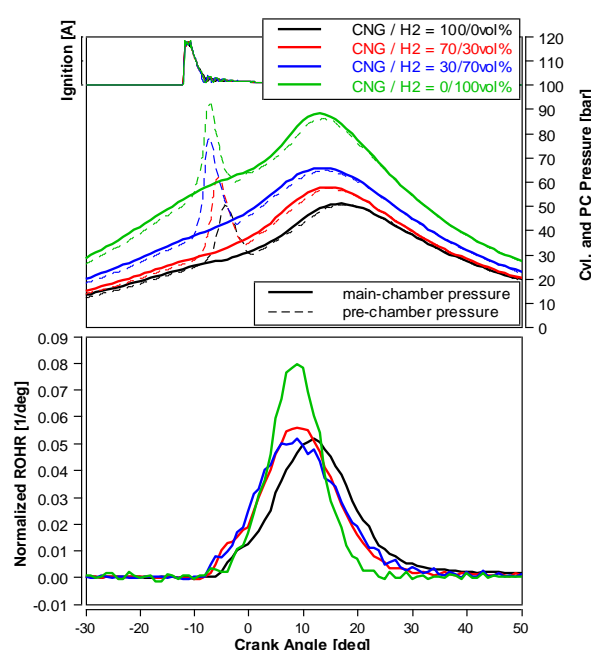 Ignition [A]
CNG / H2 = 100/0vol%
CNG / H2 = 70/30vol%
CNG / H2 = 30/70vol%
CNG / H2 = 0/100vol%
120
110
100
90
80
70
60
50
40
30
20
10
0
Cyl. and PC Pressure [bar]
main-chamber pressure
pre-chamber pressure
Normalized ROHR [1/deg]
0.09
0.08
0.07
0.06
0.05
0.04
0.03
0.02
0.01
0.00
-0.01
-30 -20 -10 0 10 20 30 40 50
Crank Angle [deg]